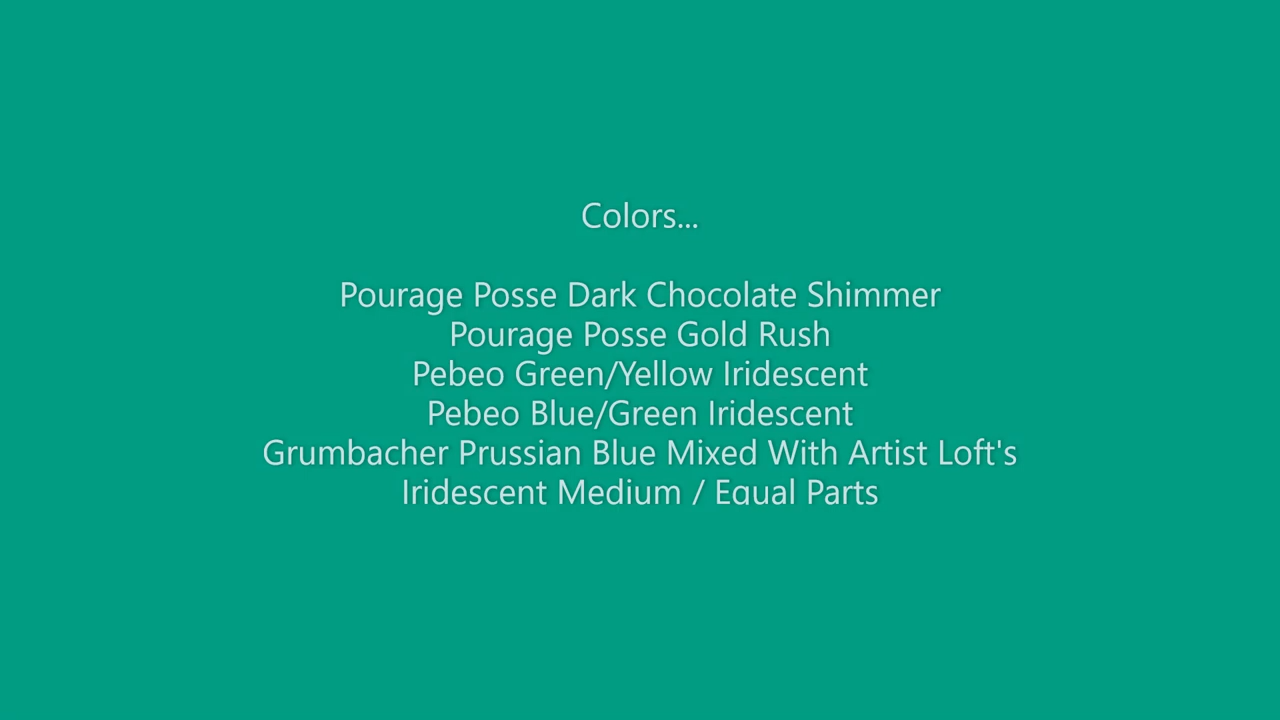 Colors...
Pourage Posse Dark Chocolate Shimmer
Pourage Posse Gold Rush
Pebeo Green/Yellow Iridescent
Pebeo Blue/Green Iridescent
Grumbacher Prussian Blue Mixed With Artist Loft's
Iridescent Medium / Equal Parts